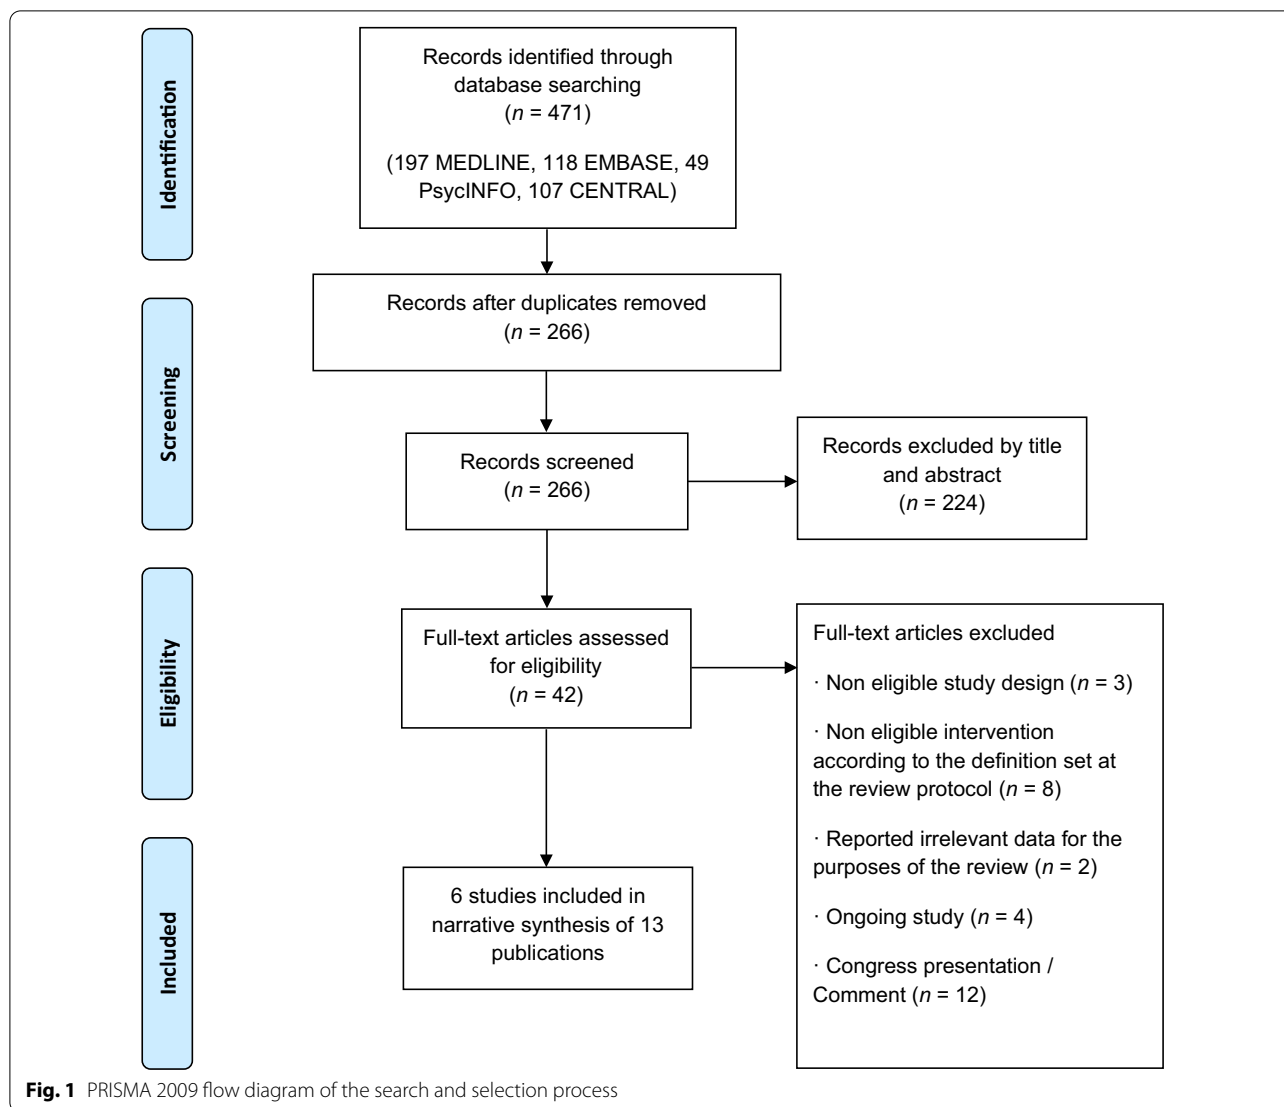 Identification
Records identified through
database searching
(n = 471)
(197 MEDLINE, 118 EMBASE, 49
PsycINFO, 107 CENTRAL)
Screening
Records after duplicates removed
(n = 266)
Records screened
(n = 266)
Records excluded by title
and abstract
(n = 224)
Eligibility
Full-text articles assessed
for eligibility
(n = 42)
Full-text articles excluded
· Non eligible study design (n = 3)
· Non eligible intervention
according to the definition set at
the review protocol (n = 8)
· Reported irrelevant data for the
purposes of the review (n = 2)
· Ongoing study (n = 4)
· Congress presentation /
Comment (n = 12)
Included
6 studies included in
narrative synthesis of 13
publications
Fig. 1 PRISMA 2009 flow diagram of the search and selection process